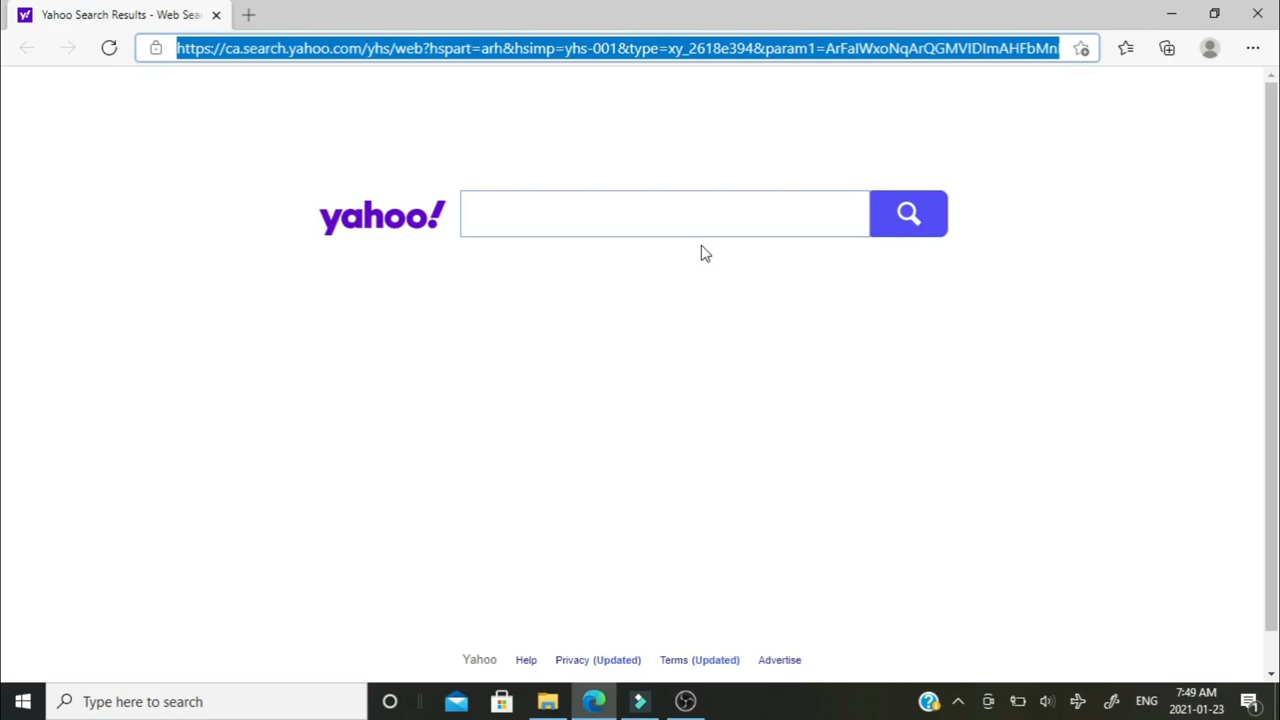 Yahoo Search Results - Web Sear
https://ca.search.yahoo.com/yhs/web?hspart=arh&hsimp=yhs-001&type=xy_2618e394&param1=ArFaIWxoNqArQGMVIDImAHFbMn
yahoo!
Yahoo Help Privacy (Updated) Terms (Updated) Advertise
Type here to search
ENG
7:49 AM
2021-01-23
1